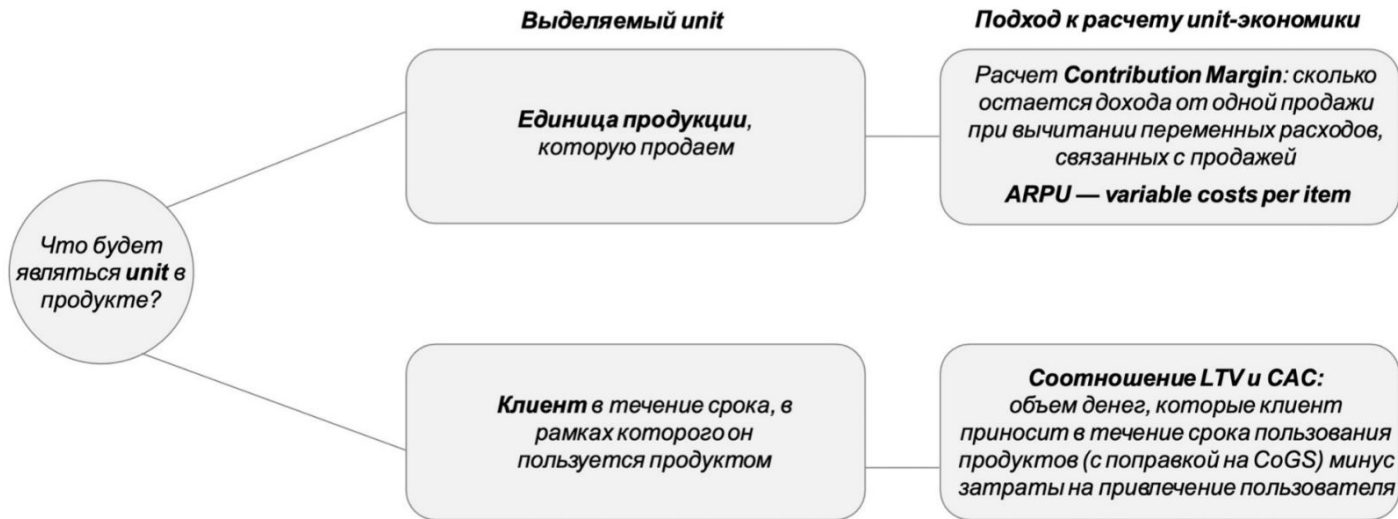 Выделяемый unit
Подход к расчету unit-экономики
Единица продукции,
которую продаем
Расчет Contribution Margin: сколько
остается дохода от одной продажи
при вычитании переменных расходов,
связанных с продажей
ARPU — variable costs per item
Что будет
являться unit в
продукте?
Клиент в течение срока, в
рамках которого он
пользуется продуктом
Соотношение LTV и CAC:
объем денег, которые клиент
приносит в течение срока пользования
продуктов (с поправкой на CoGS) минус
затраты на привлечение пользователя